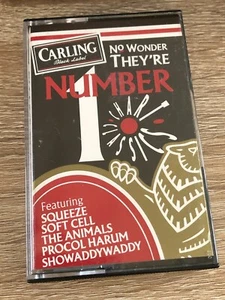 CARLING
Black Label
NO WONDER
THEY'RE
NUMBER
1
Featuring
SQUEEZE
SOFT CELL
THE ANIMALS
PROCOL HARUM
SHOWADDYWADDY